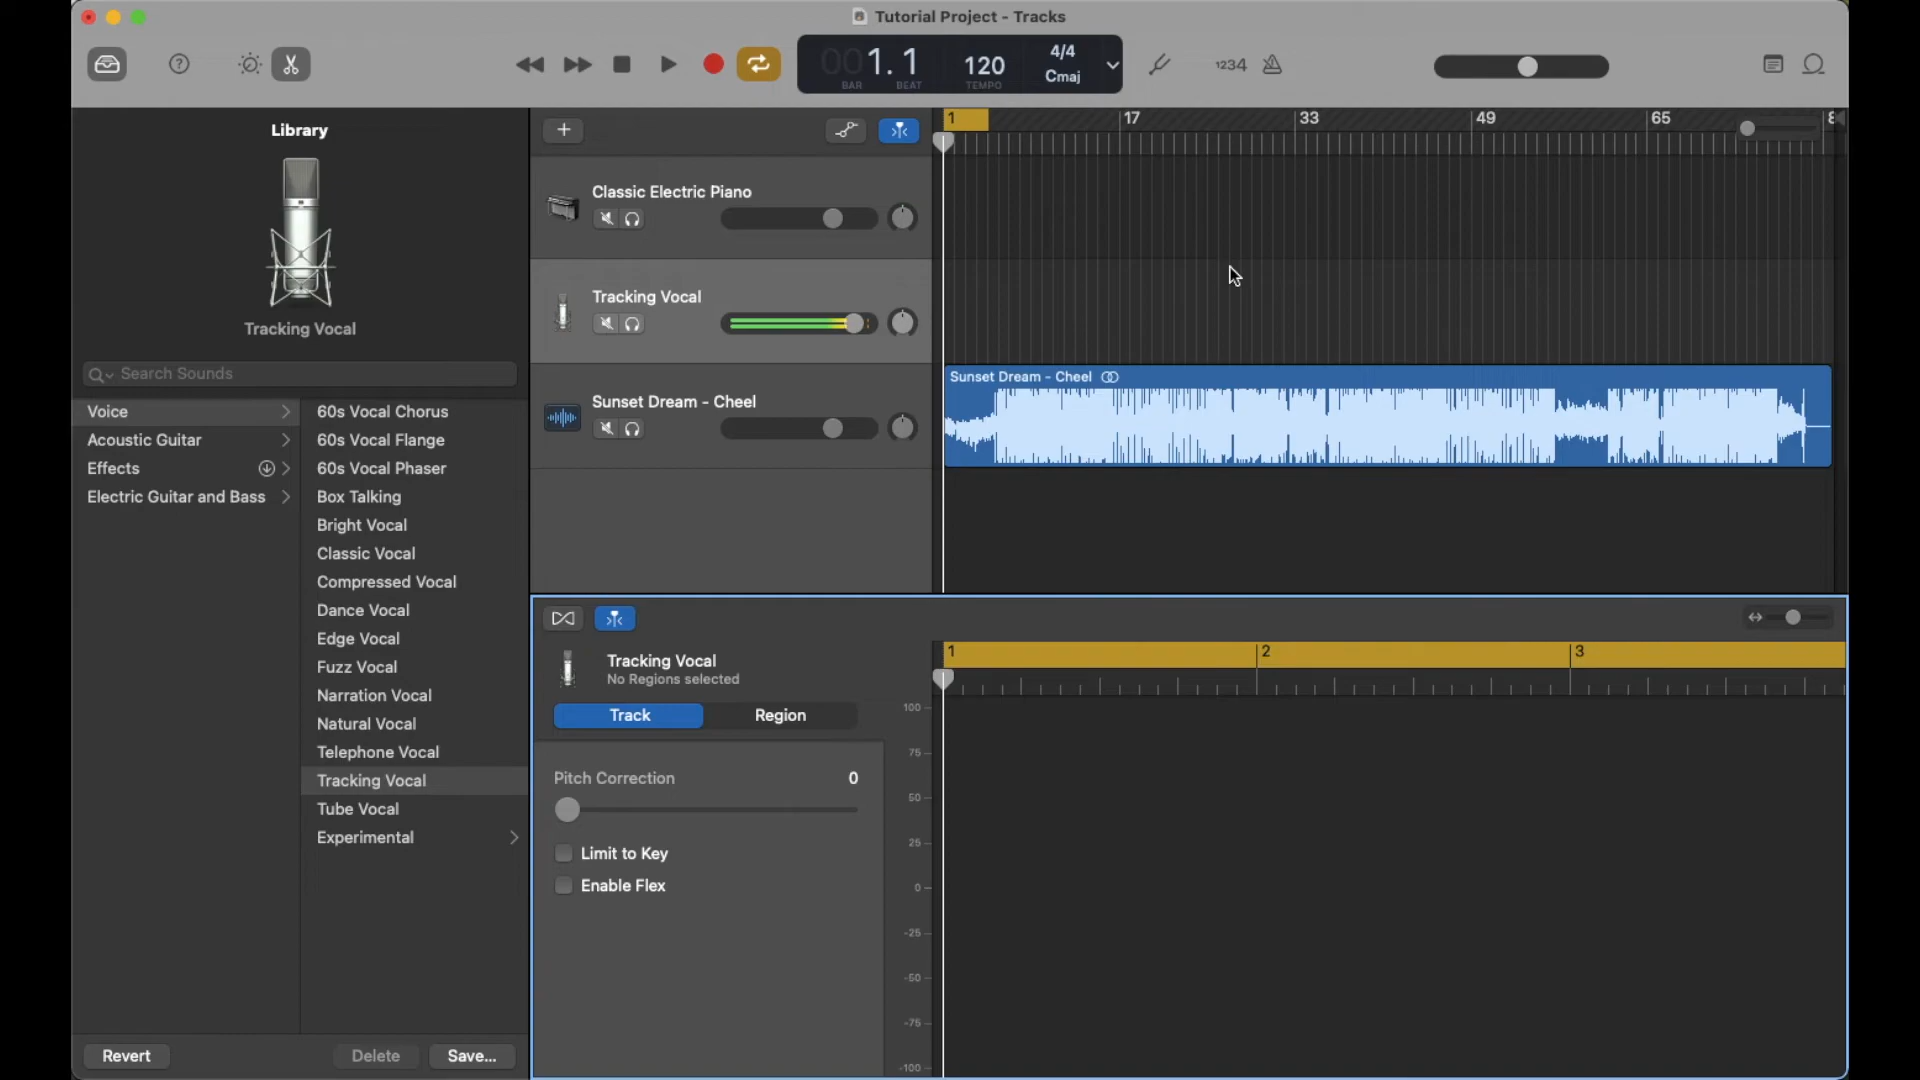 Tutorial Project - Tracks
001.1
BAR BEAT
120
TEMPO
4/4
Cmaj
1234
Library
Tracking Vocal
Search Sounds
Voice
Acoustic Guitar
Effects
Electric Guitar and Bass
60s Vocal Chorus
60s Vocal Flange
60s Vocal Phaser
Box Talking
Bright Vocal
Classic Vocal
Compressed Vocal
Dance Vocal
Edge Vocal
Fuzz Vocal
Narration Vocal
Natural Vocal
Telephone Vocal
Tracking Vocal
Tube Vocal
Experimental
Revert
Delete
Save...
1 17 33 49 65
Classic Electric Piano
Tracking Vocal
Sunset Dream - Cheel
Sunset Dream - Cheel
Tracking Vocal
No Regions selected
Track
Region
Pitch Correction 0
Limit to Key
Enable Flex
1 2 3
100
75
50
25
0
-25
-50
-75
-100